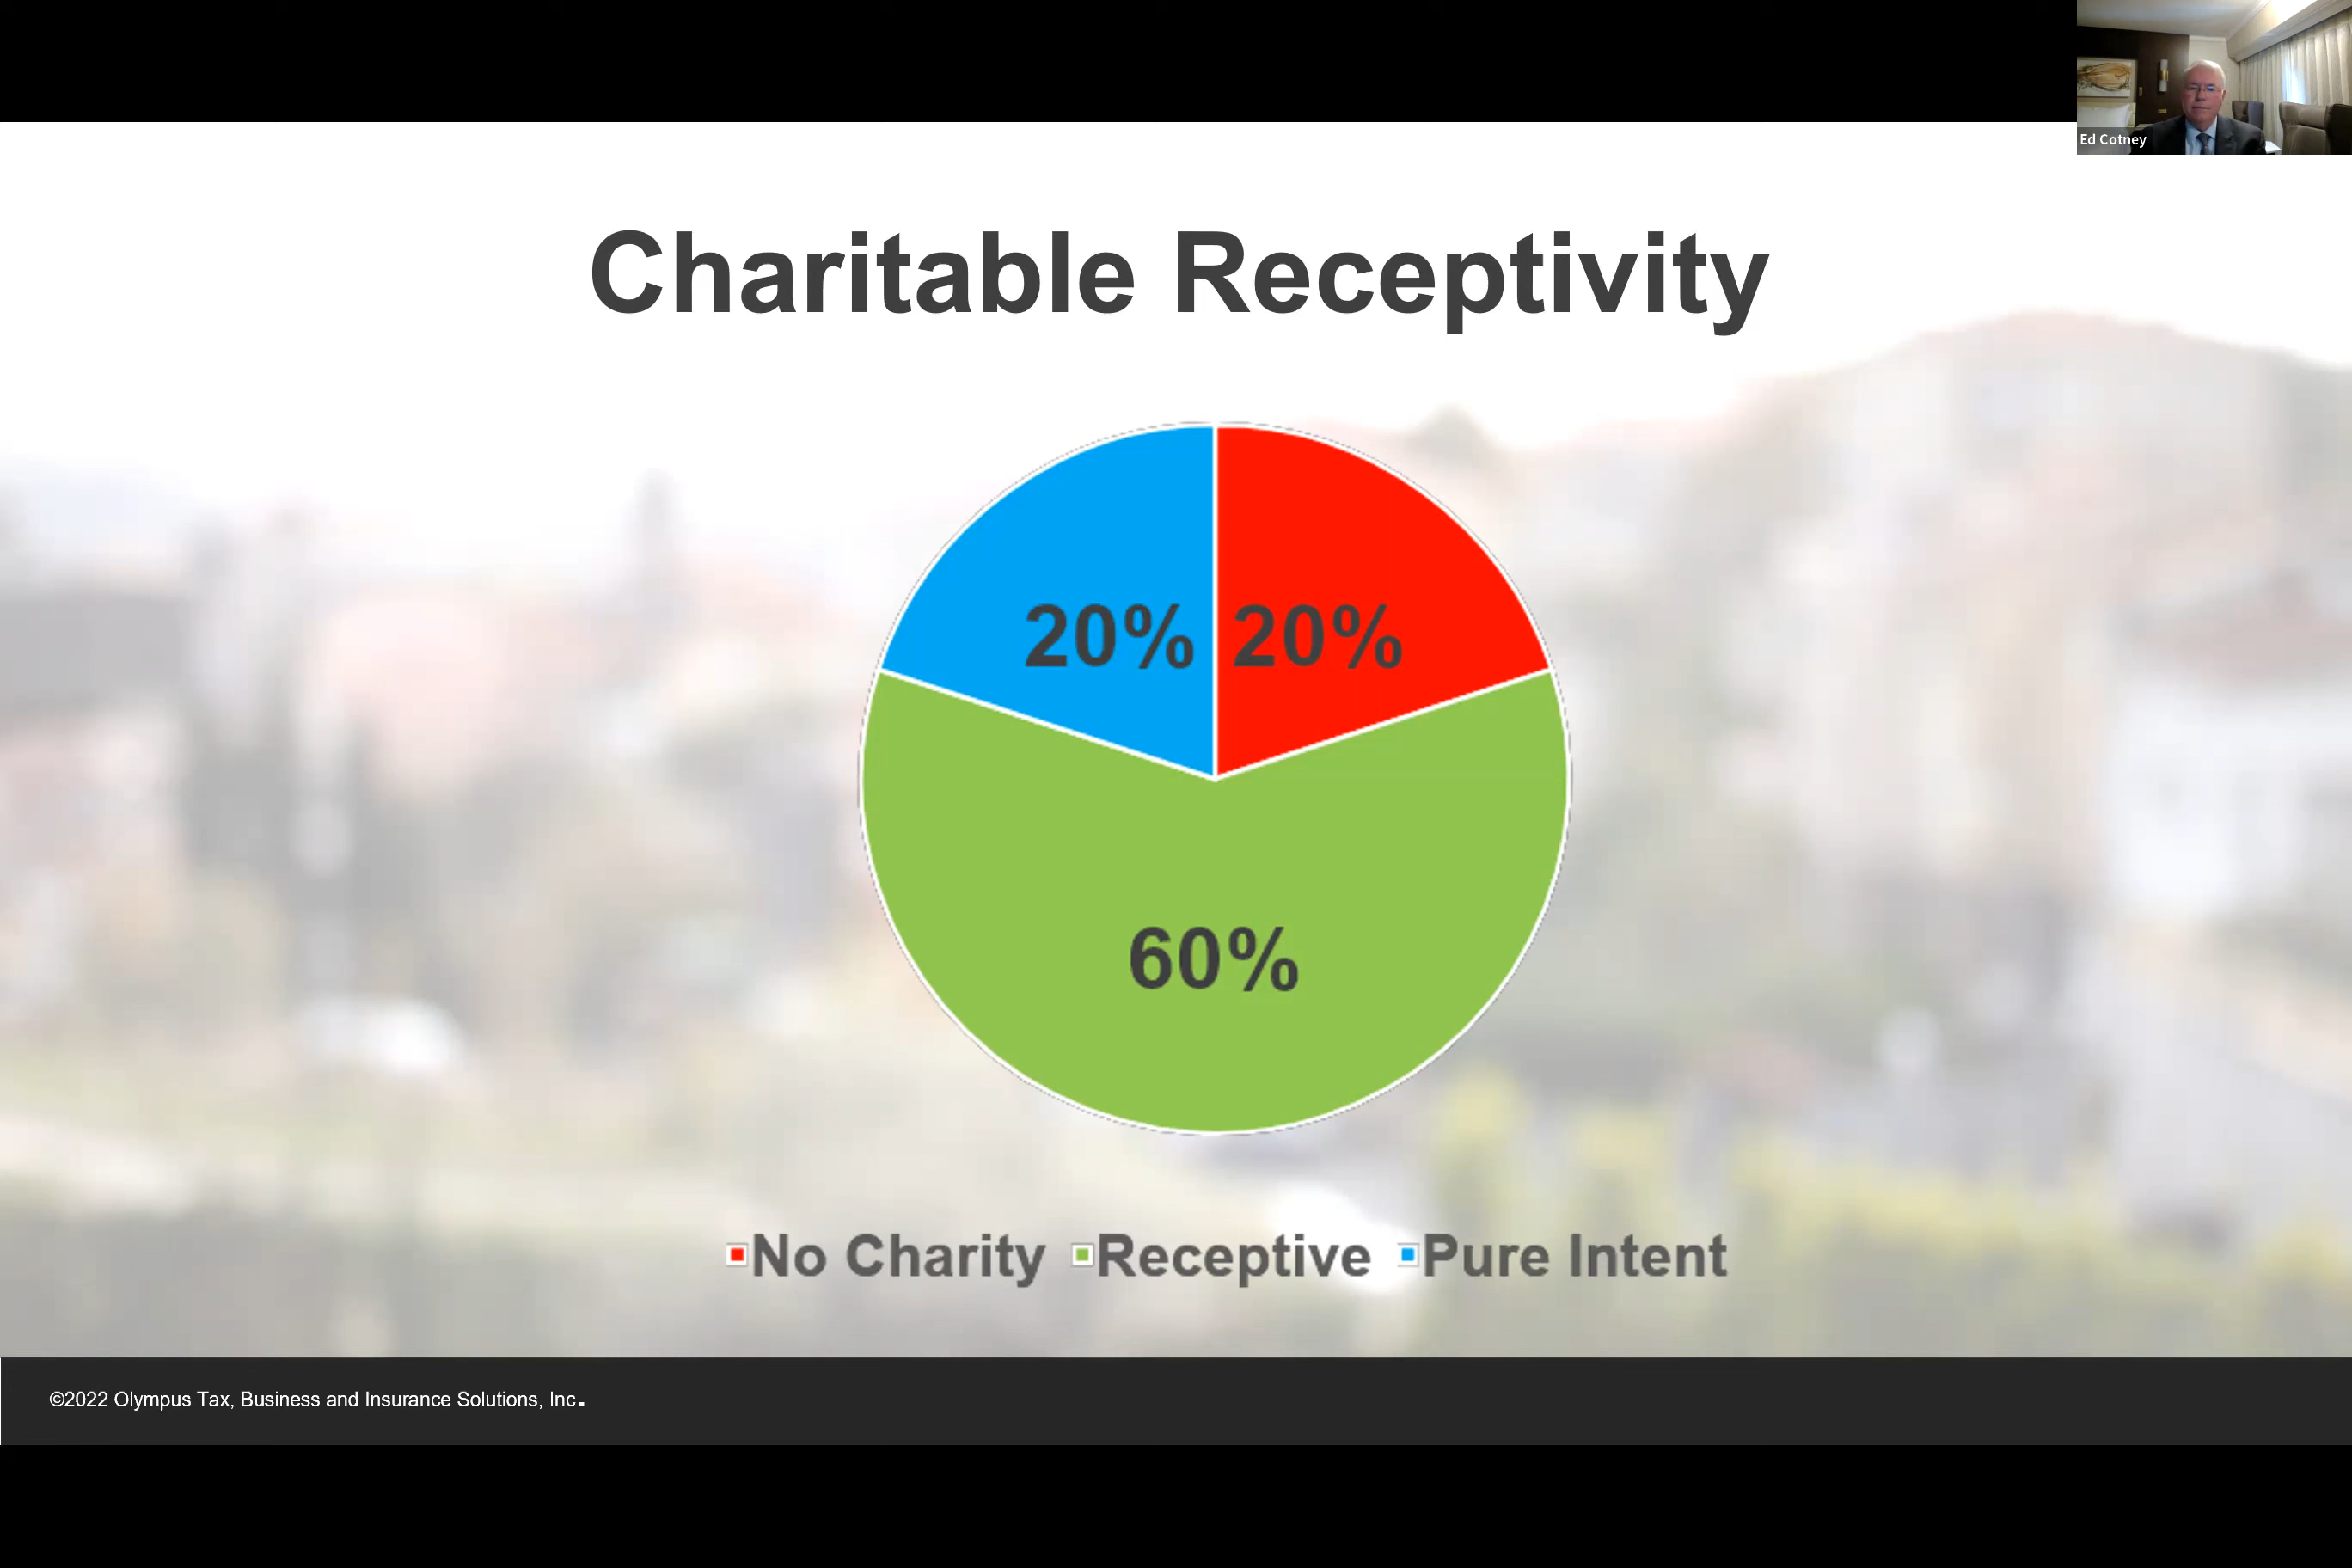 Ed Cotney
Charitable Receptivity
20% 20%
60%
No Charity Receptive Pure Intent
©2022 Olympus Tax, Business and Insurance Solutions, Inc.